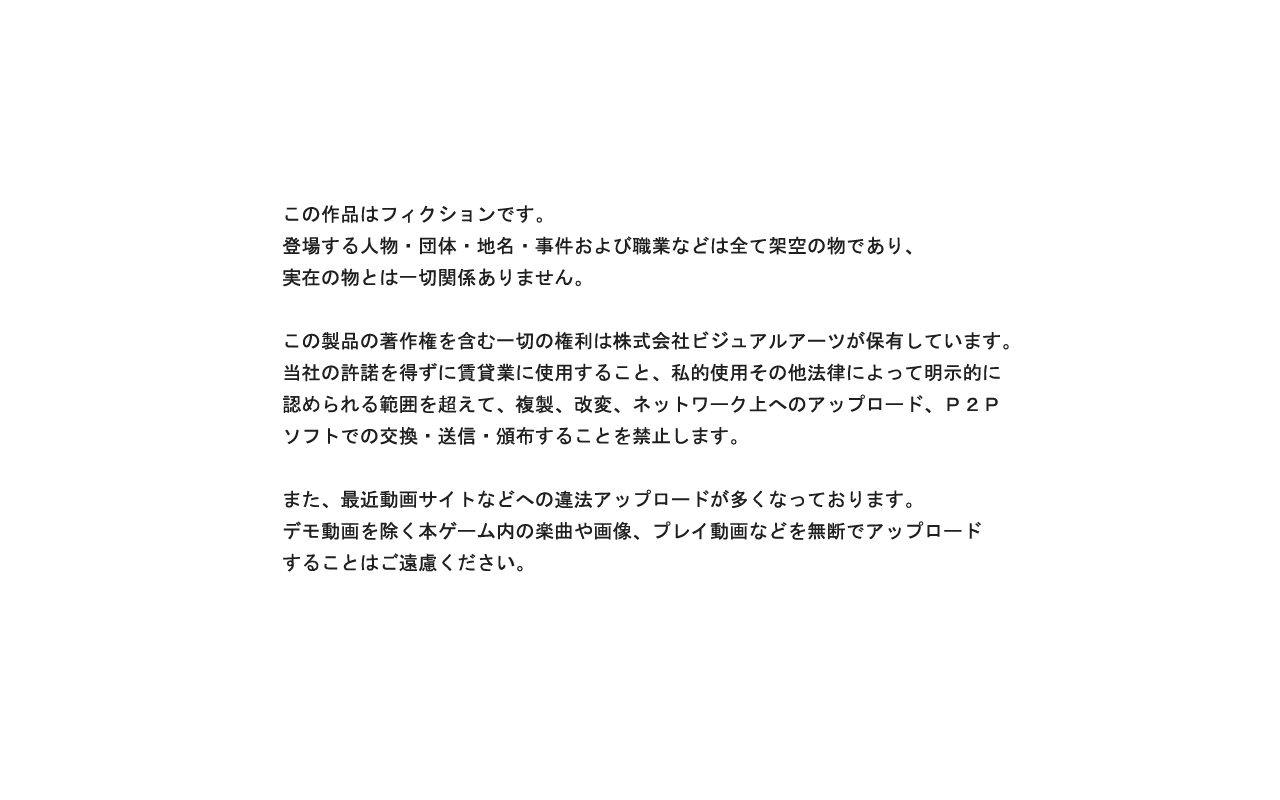 この作品はフィクションです。
登場する人物・団体・地名・事件および職業などは全て架空の物であり、
実在の物とは一切関係ありません。
この製品の著作権を含む一切の権利は株式会社ビジュアルアーツが保有しています。
当社の許諾を得ずに賃貸業に使用すること、私的使用その他法律によって明示的に
認められる範囲を超えて、複製、改変、ネットワーク上へのアップロード、Ｐ２Ｐ
ソフトでの交換・送信・頒布することを禁止します。
また、最近動画サイトなどへの違法アップロードが多くなっております。
デモ動画を除く本ゲーム内の楽曲や画像、プレイ動画などを無断でアップロード
することはご遠慮ください。